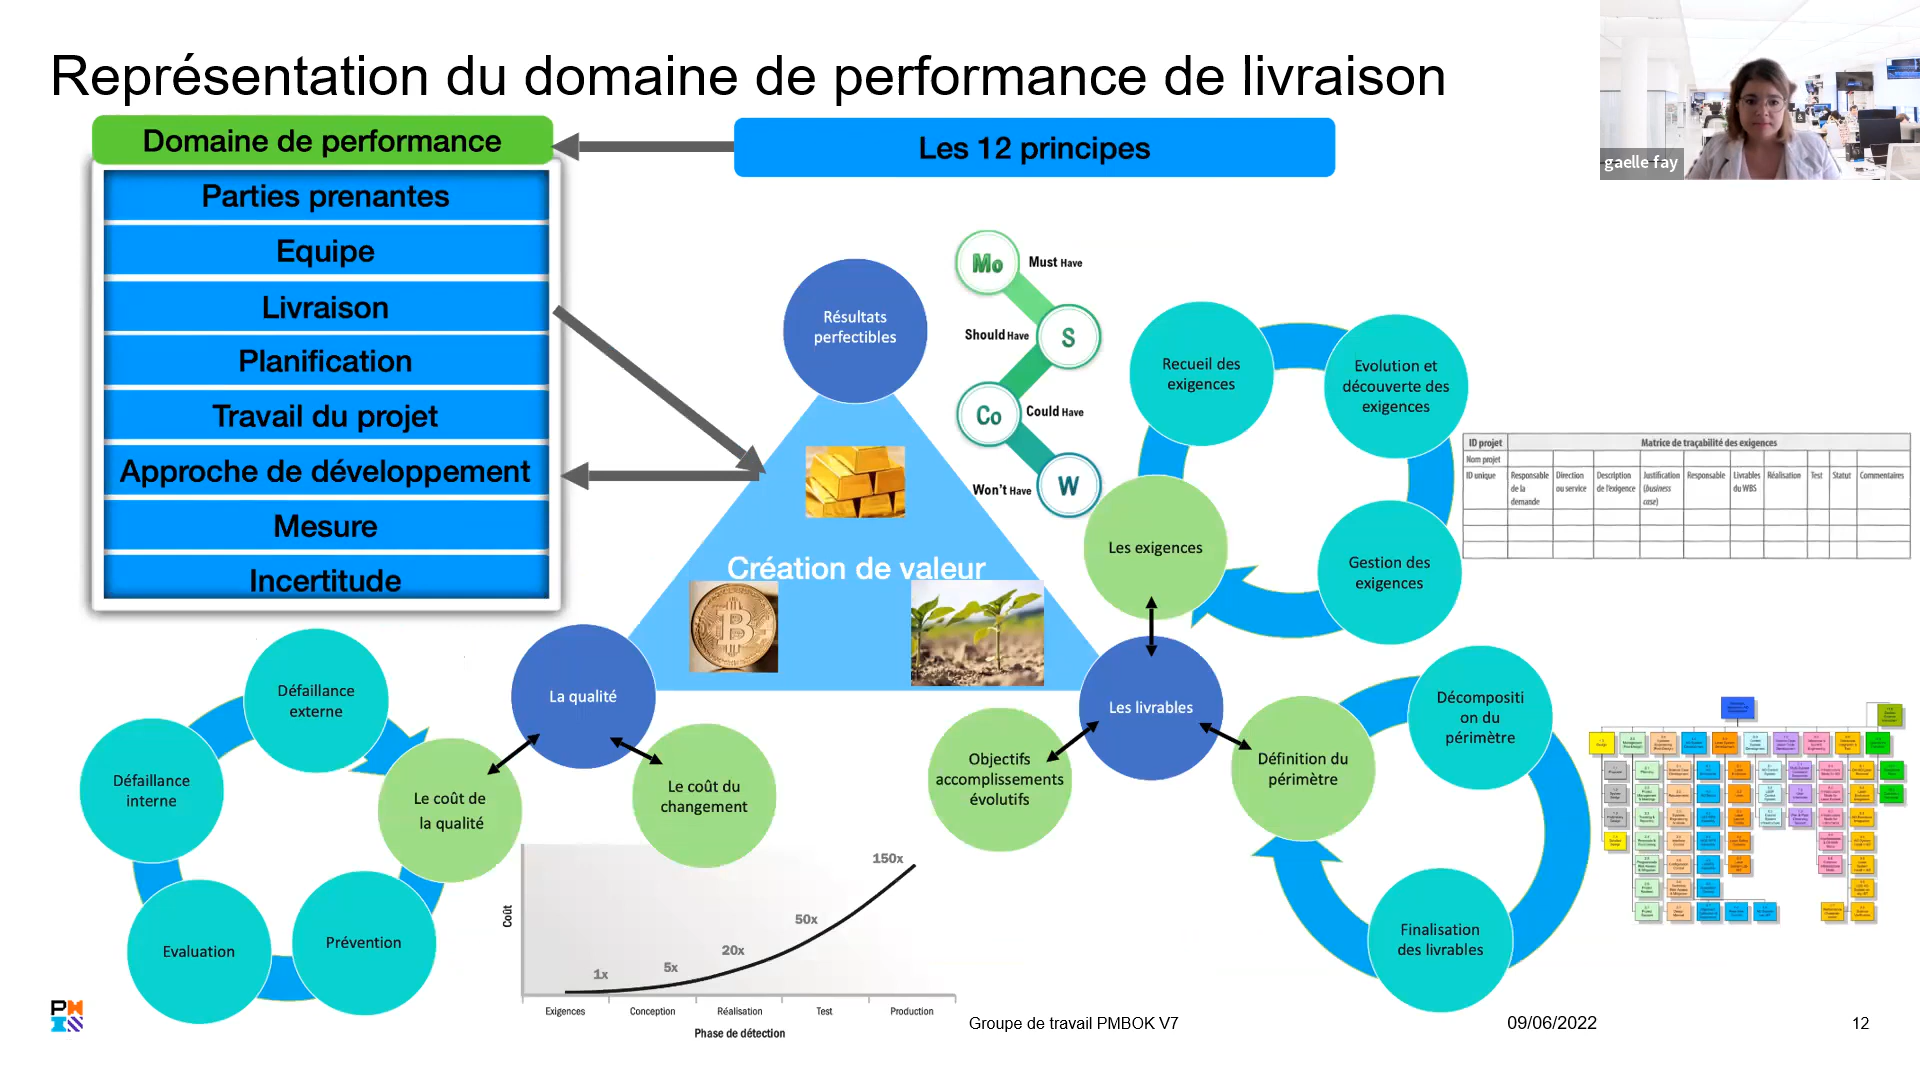 Représentation du domaine de performance de livraison
gaelle fay
Domaine de performance
Les 12 principes
Parties prenantes
Equipe
Livraison
Planification
Travail du projet
Approche de développement
Mesure
Incertitude
Résultats
perfectibles
Mo
Must Have
Should Have
S
Co
Could Have
Won't Have
W
Création de valeur
Recueil des
exigences
Evolution et
découverte des
exigences
Les exigences
Gestion des
exigences
ID projet
Matrice de traçabilité des exigences
Nom projet
ID unique
Responsable
de la
demande
Direction
ou service
Description
de l'exigence
Justification
(business
case)
Responsable
Livrables
du WBS
Réalisation
Test
Statut
Commentaires
Défaillance
externe
Défaillance
interne
Evaluation
Prévention
Le coût de
la qualité
La qualité
Le coût du
changement
Les livrables
Objectifs
accomplissements
évolutifs
Définition du
périmètre
Décompositi
on du
périmètre
Finalisation
des livrables
Coût
1x
5x
20x
50x
150x
Exigences
Conception
Réalisation
Test
Production
Phase de détection
Groupe de travail PMBOK V7
09/06/2022
12